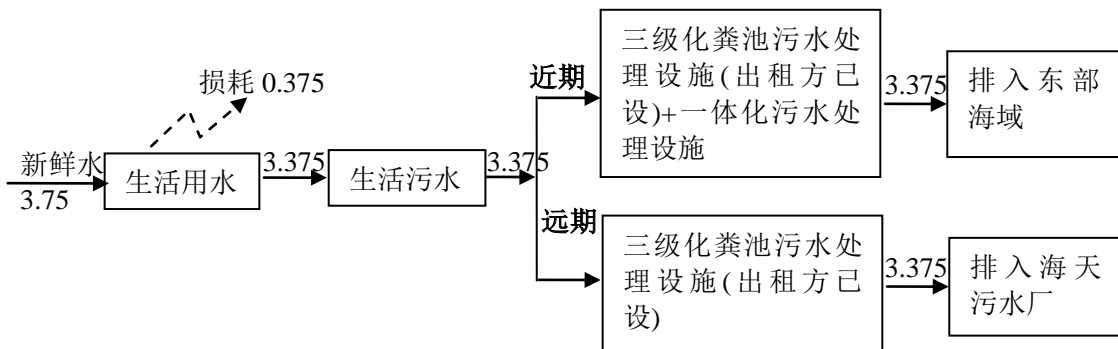 损耗 0.375
新鲜水
3.75
生活用水
3.375
生活污水
3.375
近期
三级化粪池污水处
理设施(出租方已
设)+一体化污水处
理设施
3.375
排入东部
海域
远期
三级化粪池污水处
理设施(出租方已
设)
3.375
排入海天
污水厂